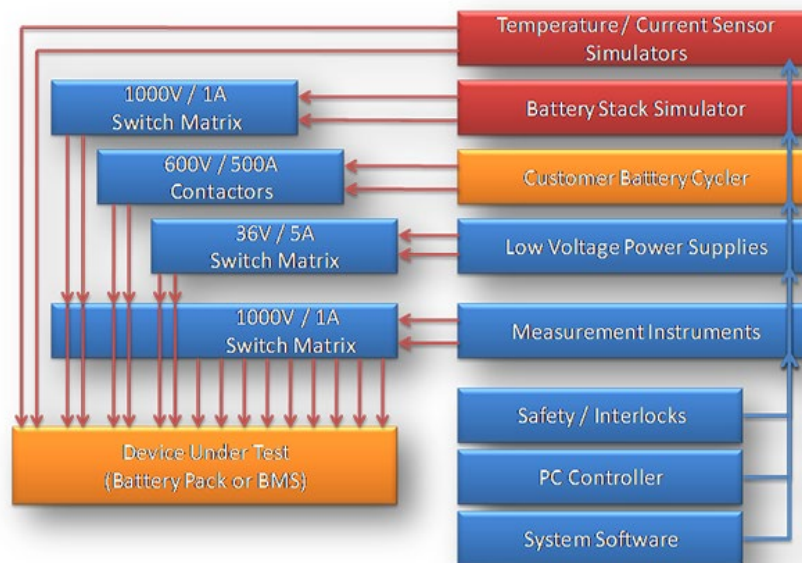 Temperature / Current Sensor
Simulators
1000V / 1A
Switch Matrix
Battery Stack Simulator
600V / 500A
Contactors
Customer Battery Cycler
36V / 5A
Switch Matrix
Low Voltage Power Supplies
1000V / 1A
Switch Matrix
Measurement Instruments
Safety / Interlocks
Device Under Test
(Battery Pack or BMS)
PC Controller
System Software